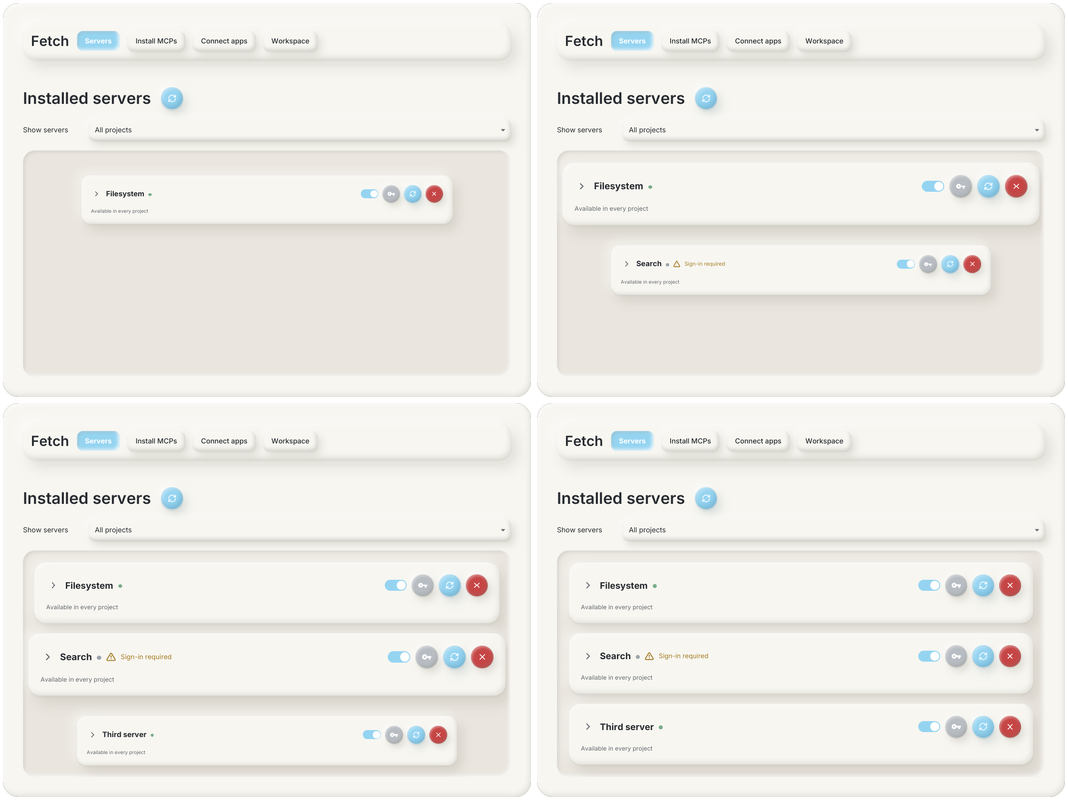 Fetch Servers Install MCPs Connect apps Workspace
Installed servers
Show servers All projects
Filesystem
Available in every project
Fetch Servers Install MCPs Connect apps Workspace
Installed servers
Show servers All projects
Filesystem
Available in every project
Search Sign-in required
Available in every project
Fetch Servers Install MCPs Connect apps Workspace
Installed servers
Show servers All projects
Filesystem
Available in every project
Search Sign-in required
Available in every project
Third server
Available in every project
Fetch Servers Install MCPs Connect apps Workspace
Installed servers
Show servers All projects
Filesystem
Available in every project
Search Sign-in required
Available in every project
Third server
Available in every project